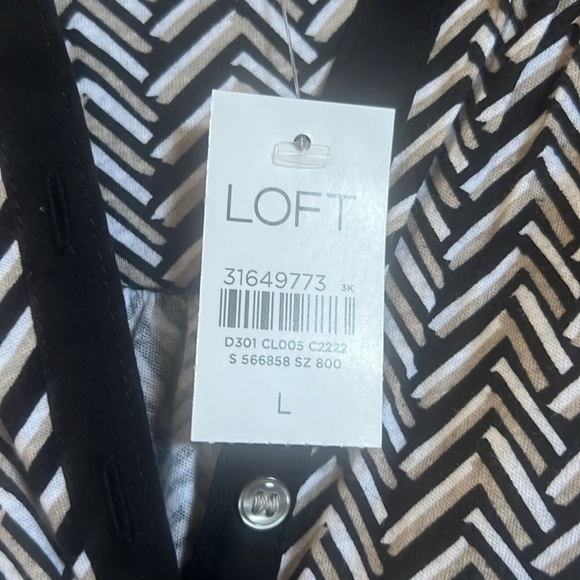 LOFT
31649773 3K
D301 CL005 C2222
S 566858 SZ 800
L